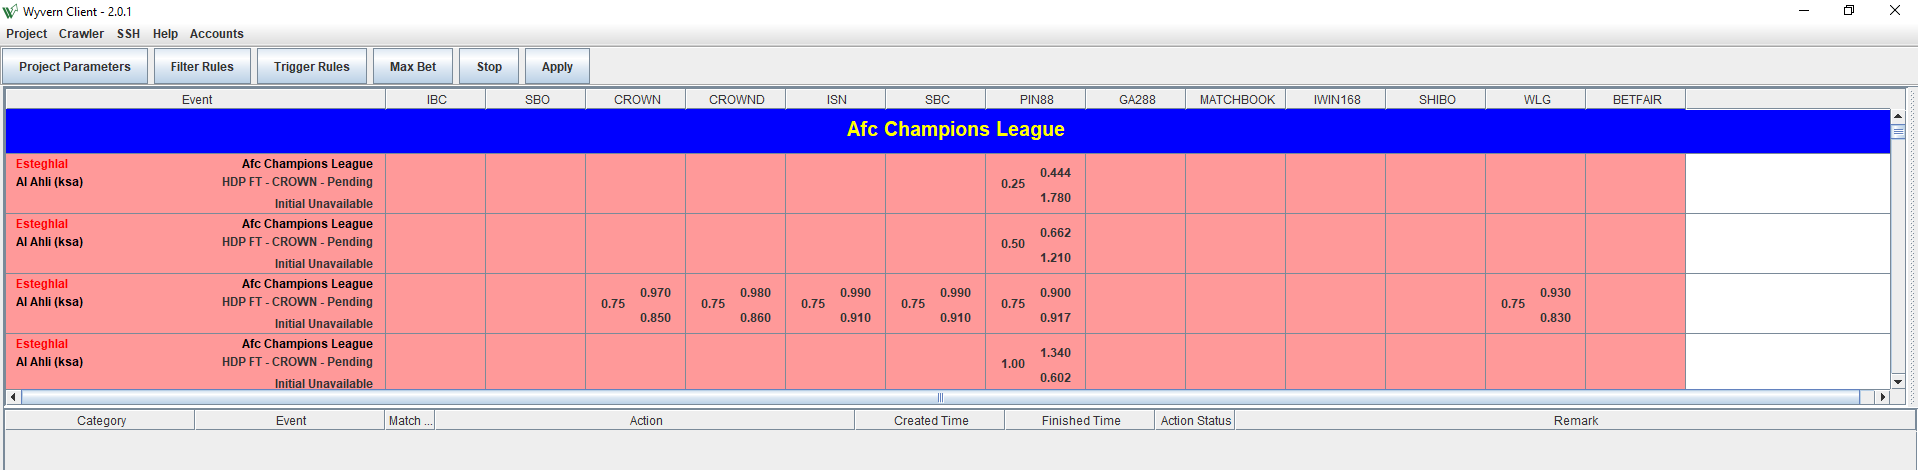 Wyvern Client - 2.0.1
Project Crawler SSH Help Accounts
Project Parameters Filter Rules Trigger Rules Max Bet Stop Apply
Event IBC SBO CROWN CROWND ISN SBC PIN88 GA288 MATCHBOOK IWIN168 SHIBO WLG BETFAIR
Afc Champions League
Esteghlal Afc Champions League 0.444
Al Ahli (ksa) HDP FT - CROWN - Pending 0.25
Initial Unavailable 1.780
Esteghlal Afc Champions League 0.662
Al Ahli (ksa) HDP FT - CROWN - Pending 0.50
Initial Unavailable 1.210
Esteghlal Afc Champions League 0.970 0.980 0.990 0.990 0.900 0.930
Al Ahli (ksa) HDP FT - CROWN - Pending 0.75 0.75 0.75 0.75 0.75 0.75
Initial Unavailable 0.850 0.860 0.910 0.910 0.917 0.830
Esteghlal Afc Champions League 1.340
Al Ahli (ksa) HDP FT - CROWN - Pending 1.00
Initial Unavailable 0.602
Category Event Match ... Action Created Time Finished Time Action Status Remark